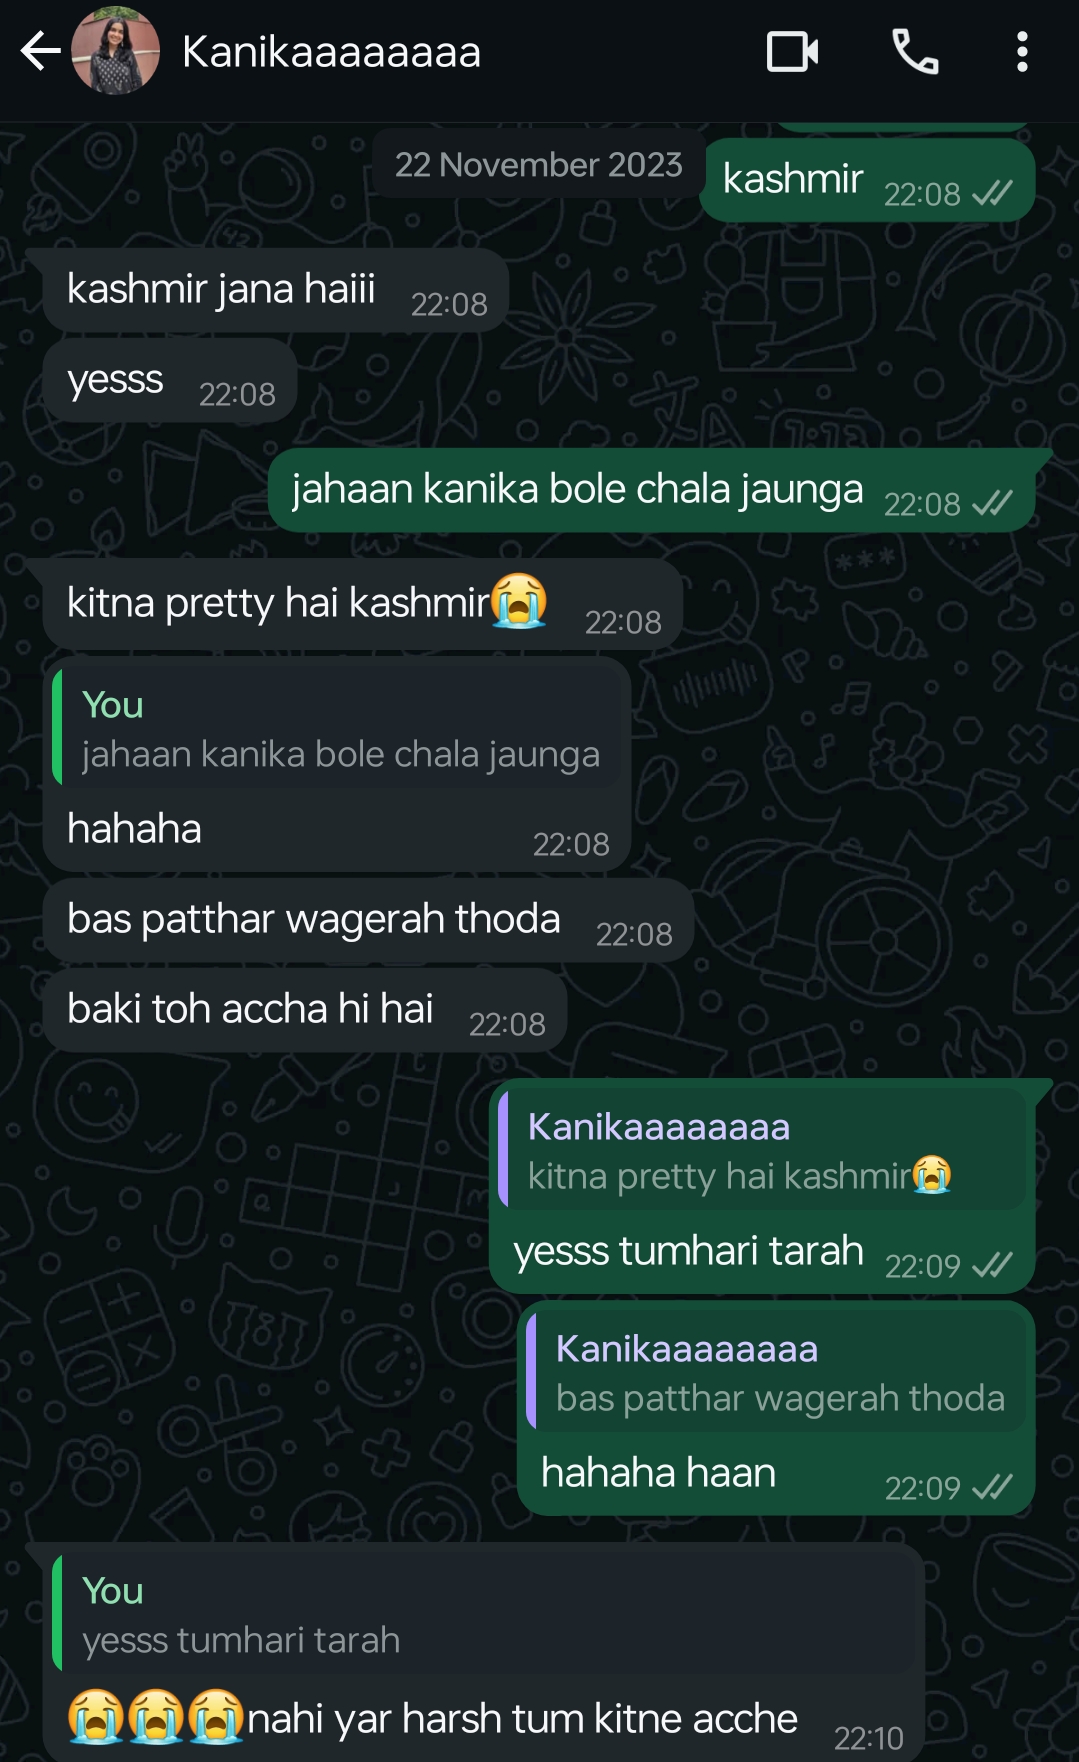 Kanikaaaaaaaa
22 November 2023
kashmir 22:08
kashmir jana haiii 22:08
yesss 22:08
jahaan kanika bole chala jaunga 22:08
kitna pretty hai kashmir😭 22:08
You
jahaan kanika bole chala jaunga
hahaha 22:08
bas patthar wagerah thoda 22:08
baki toh accha hi hai 22:08
Kanikaaaaaaaa
kitna pretty hai kashmir😭
yesss tumhari tarah 22:09
Kanikaaaaaaaa
bas patthar wagerah thoda
hahaha haan 22:09
You
yesss tumhari tarah
😭😭😭nahi yar harsh tum kitne acche 22:10